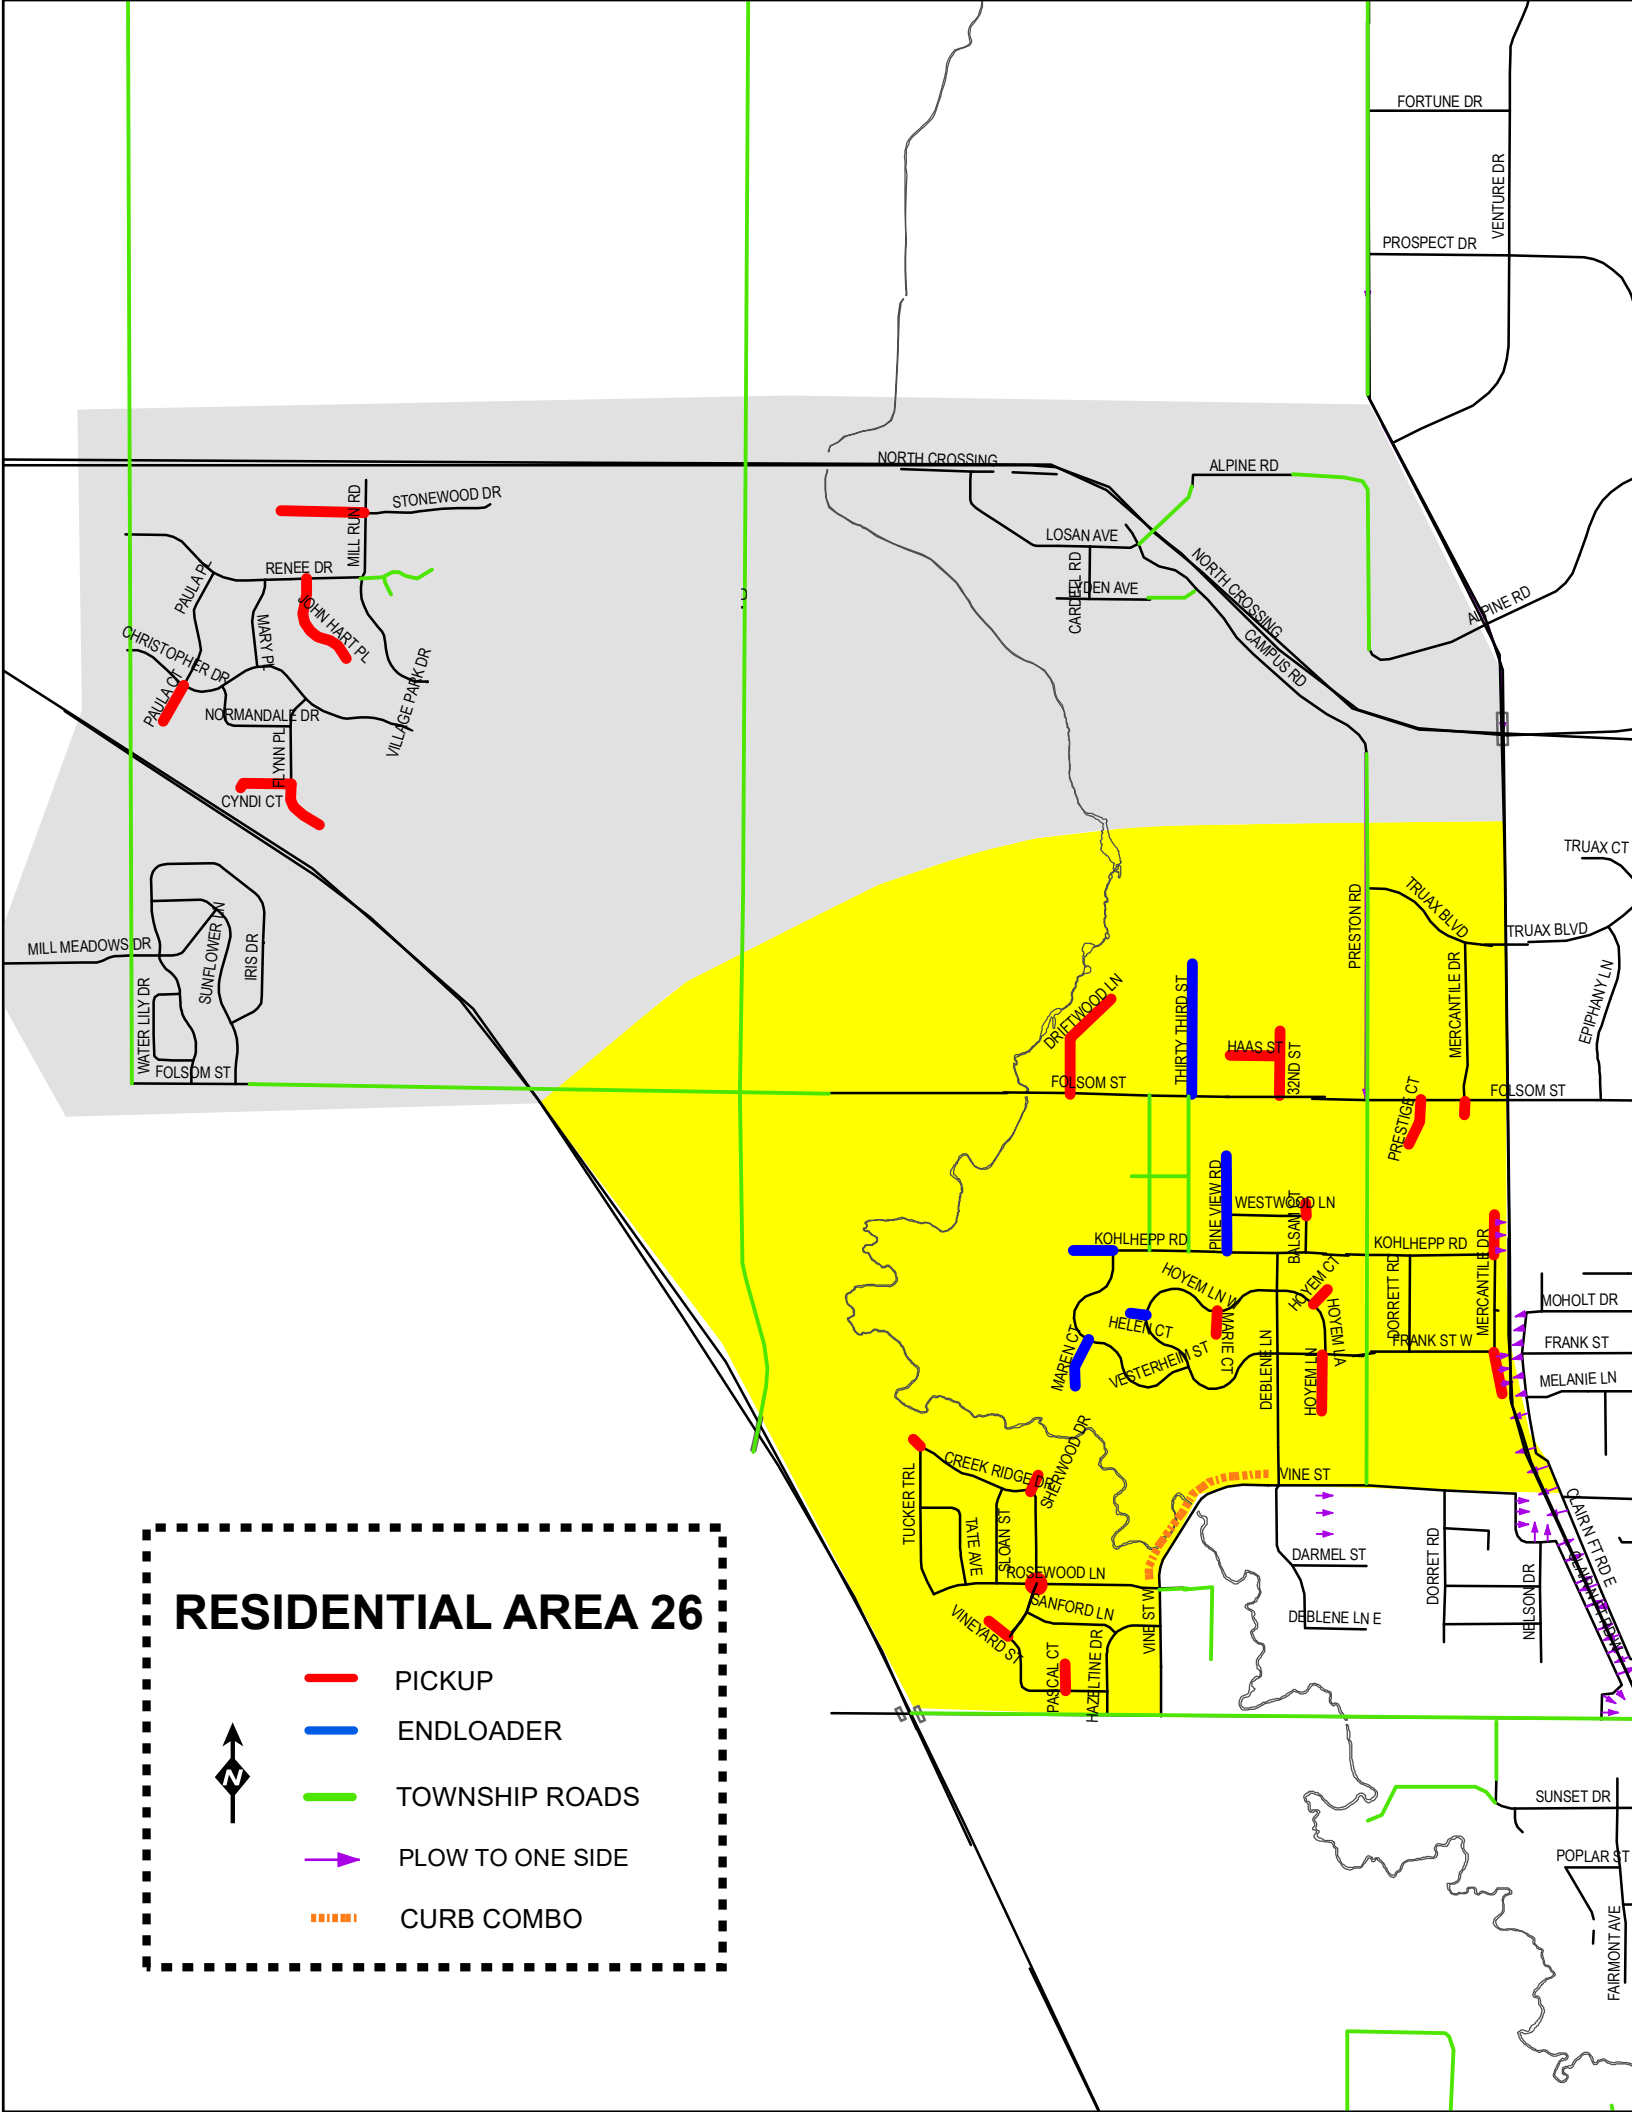 FORTUNE DR
VENTURE DR
PROSPECT DR
NORTH CROSSING
ALPINE RD
STONEWOOD DR
MILL RUN RD
LOSAN AVE
RENEE DR
CARDELL RD
NORTH CROSSING
PAULA PL
JOHN HART PL
ALPINE RD
MARY PL
CHRISTOPHER DR
CAMPUS RD
PAULA CT
VILLAGE PARK DR
NORMANDALE DR
FLYNN PL
CYNDI CT
TRUAX CT
TRUAX BLVD
PRESTON RD
TRUAX BLVD
MILL MEADOWS DR
SUNFLOWER LN
IRIS DR
MERCANTILE DR
EPIPHANY LN
WATER LILY DR
DRIFTWOOD LN
THIRTY THIRD ST
HAAS ST
32ND ST
FOLSOM ST
FOLSOM ST
FOLSOM ST
PRESTIGE CT
PINE VIEW RD
WESTWOOD LN
BALSAM CT
KOHLHEPP RD
KOHLHEPP RD
MERCANTILE DR
HOYEM LN W
HOYEM CT
DORRETT RD
MOHOLT DR
HELEN CT
MARIE CT
HOYEM LA
FRANK ST W
FRANK ST
MAREN CT
VESTERHEIM ST
DEBLENE LN
HOYEM LN
MELANIE LN
SHERWOOD DR
CREEK RIDGE DR
VINE ST
TUCKER TRL
TATE AVE
SLOAN ST
CLAIRN FT RD E
DARMEL ST
DORRET RD
ROSEWOOD LN
NELSON DR
SANFORD LN
VINE ST W
DEBLENE LN E
VINEYARD ST
PASCAL CT
HAZELTINE DR
RESIDENTIAL AREA 26
PICKUP
ENDLOADER
N
TOWNSHIP ROADS
PLOW TO ONE SIDE
CURB COMBO
SUNSET DR
POPLAR ST
FAIRMONT AVE